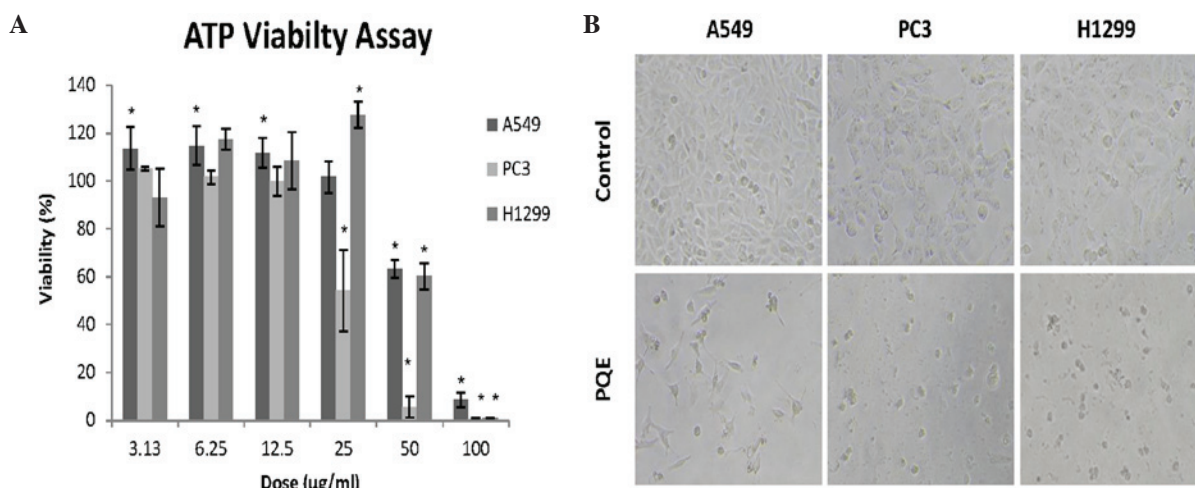 A
ATP Viabilty Assay
Viability (%)
140
120
100
80
60
40
20
0
* * * * * * * * * * *
A549
PC3
H1299
3.13 6.25 12.5 25 50 100
Dose (µg/ml)
B
A549 PC3 H1299
Control
PQE